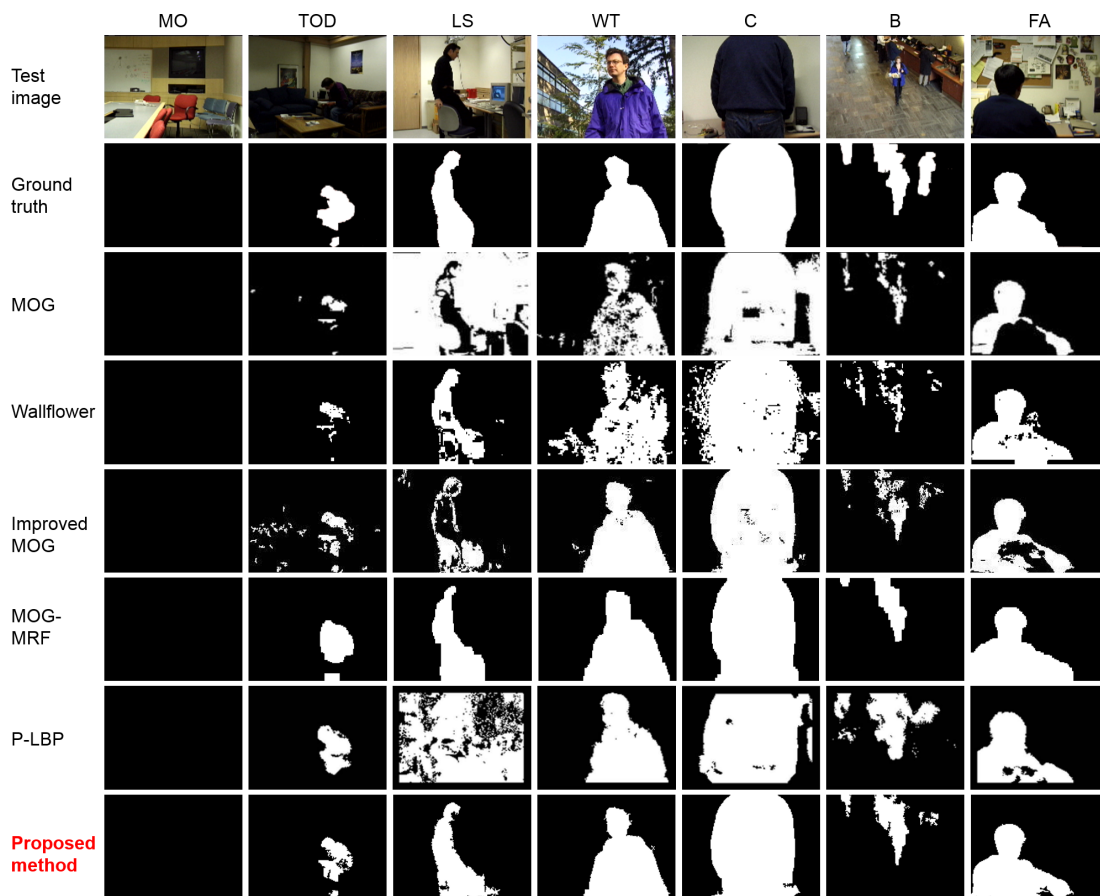 MO TOD LS WT C B FA
Test
image
Ground
truth
MOG
Wallflower
Improved
MOG
MOG-
MRF
P-LBP
Proposed
method